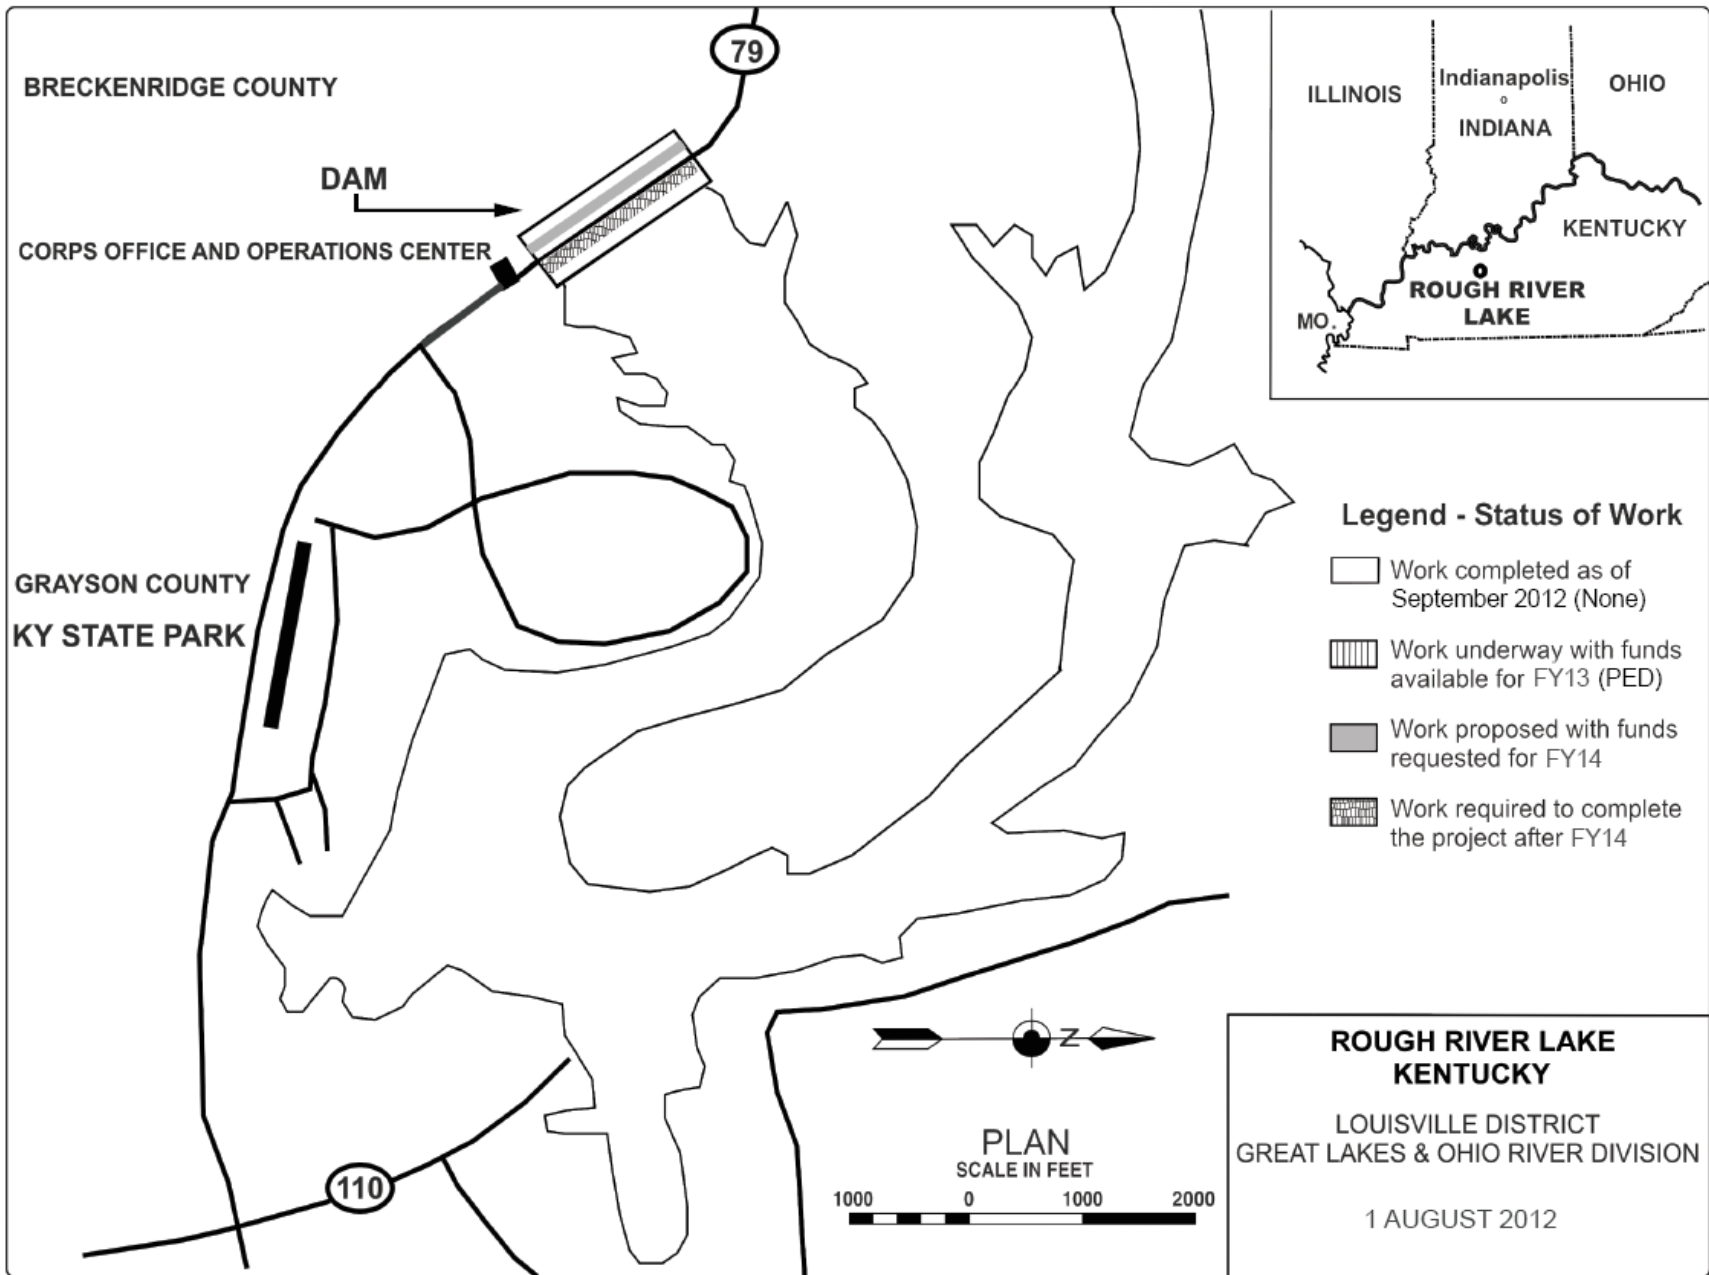 79
BRECKENRIDGE COUNTY
DAM
CORPS OFFICE AND OPERATIONS CENTER
GRAYSON COUNTY
KY STATE PARK
110
ILLINOIS
Indianapolis
INDIANA
OHIO
KENTUCKY
ROUGH RIVER
LAKE
MO.
Legend - Status of Work
Work completed as of
September 2012 (None)
Work underway with funds
available for FY13 (PED)
Work proposed with funds
requested for FY14
Work required to complete
the project after FY14
N
PLAN
SCALE IN FEET
1000 0 1000 2000
ROUGH RIVER LAKE
KENTUCKY
LOUISVILLE DISTRICT
GREAT LAKES & OHIO RIVER DIVISION
1 AUGUST 2012